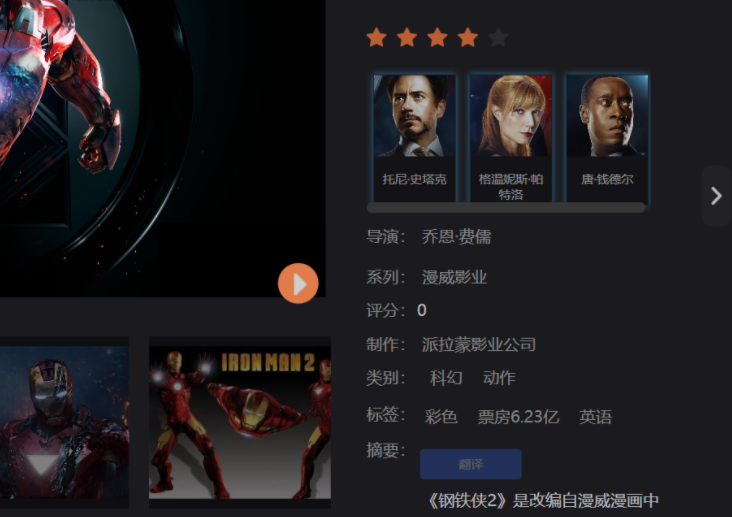 托尼·史塔克
格温妮斯·帕
特洛
唐·钱德尔
导演： 乔恩·费儒
系列： 漫威影业
评分： 0
制作： 派拉蒙影业公司
类别： 科幻 动作
IRON MAN 2
标签： 彩色 票房6.23亿 英语
摘要：
翻译
《钢铁侠2》是改编自漫威漫画中